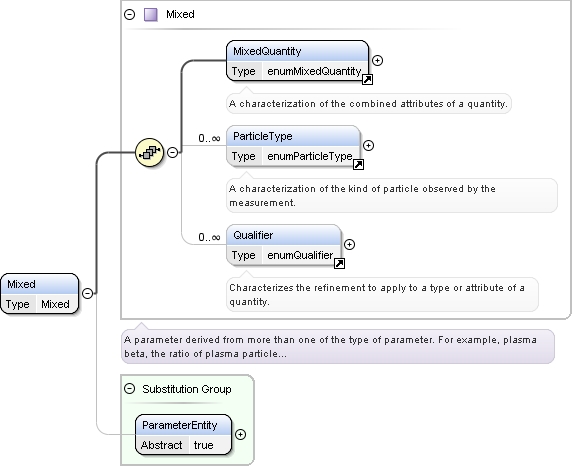 Mixed
MixedQuantity
Type enumMixedQuantity
A characterization of the combined attributes of a quantity.
0..∞
ParticleType
Type enumParticleType
A characterization of the kind of particle observed by the
measurement.
0..∞
Qualifier
Type enumQualifier
Characterizes the refinement to apply to a type or attribute of a
quantity.
Mixed
Type Mixed
A parameter derived from more than one of the type of parameter. For example, plasma
beta, the ratio of plasma particle...
Substitution Group
ParameterEntity
Abstract true